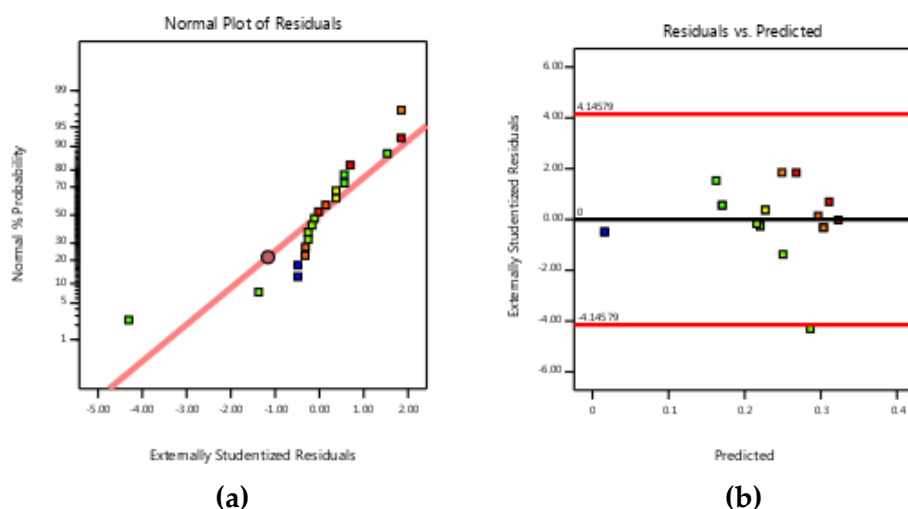 Normal Plot of Residuals
Normal % Probability
99
95
90
80
70
50
30
20
10
5
1
-5.00 -4.00 -3.00 -2.00 -1.00 0.00 1.00 2.00
Externally Studentized Residuals
(a)
Residuals vs. Predicted
Externally Studentized Residuals
6.00
4.00
2.00
0.00
-2.00
-4.00
-6.00
4.14579
0
-4.14579
0 0.1 0.2 0.3 0.4
Predicted
(b)